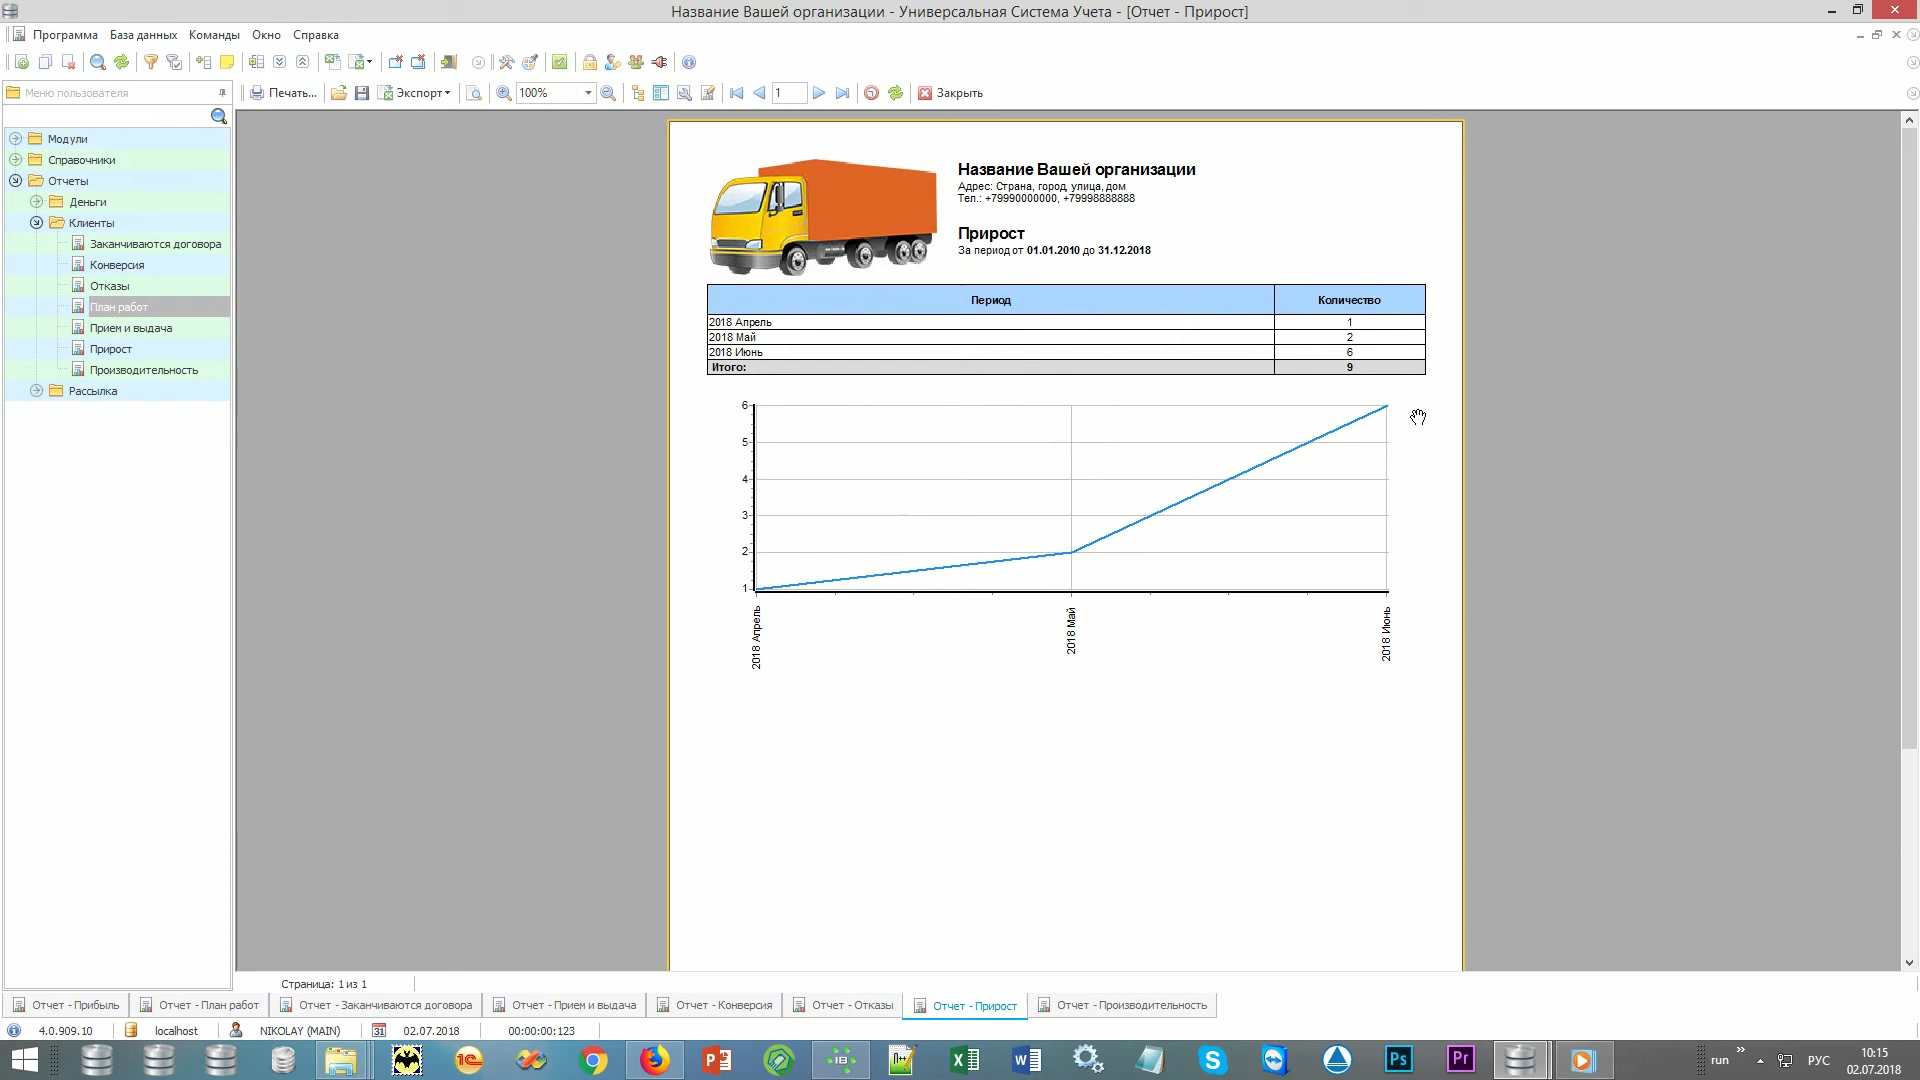 Название Вашей организации - Универсальная Система Учета - [Отчет - Прирост]
Программа База данных Команды Окно Справка
Меню пользователя
Печать... Экспорт 100% 1 Закрыть
Модули
Справочники
Отчеты
Деньги
Клиенты
Заканчиваются договора
Конверсия
Отказы
План работ
Прием и выдача
Прирост
Производительность
Рассылка
Название Вашей организации
Адрес: Страна, город, улица, дом
Тел.: +79990000000, +79998888888
Прирост
За период от 01.01.2010 до 31.12.2018
Период Количество
2018 Апрель 1
2018 Май 2
2018 Июнь 6
Итого: 9
6
5
4
3
2
1
2018 Апрель 2018 Май 2018 Июнь
Страница: 1 из 1
Отчет - Прибыль Отчет - План работ Отчет - Заканчиваются договора Отчет - Прием и выдача Отчет - Конверсия Отчет - Отказы Отчет - Прирост Отчет - Производительность
4.0.909.10 localhost NIKOLAY (MAIN) 31 02.07.2018 00:00:00:123
run РУС 10:15
02.07.2018